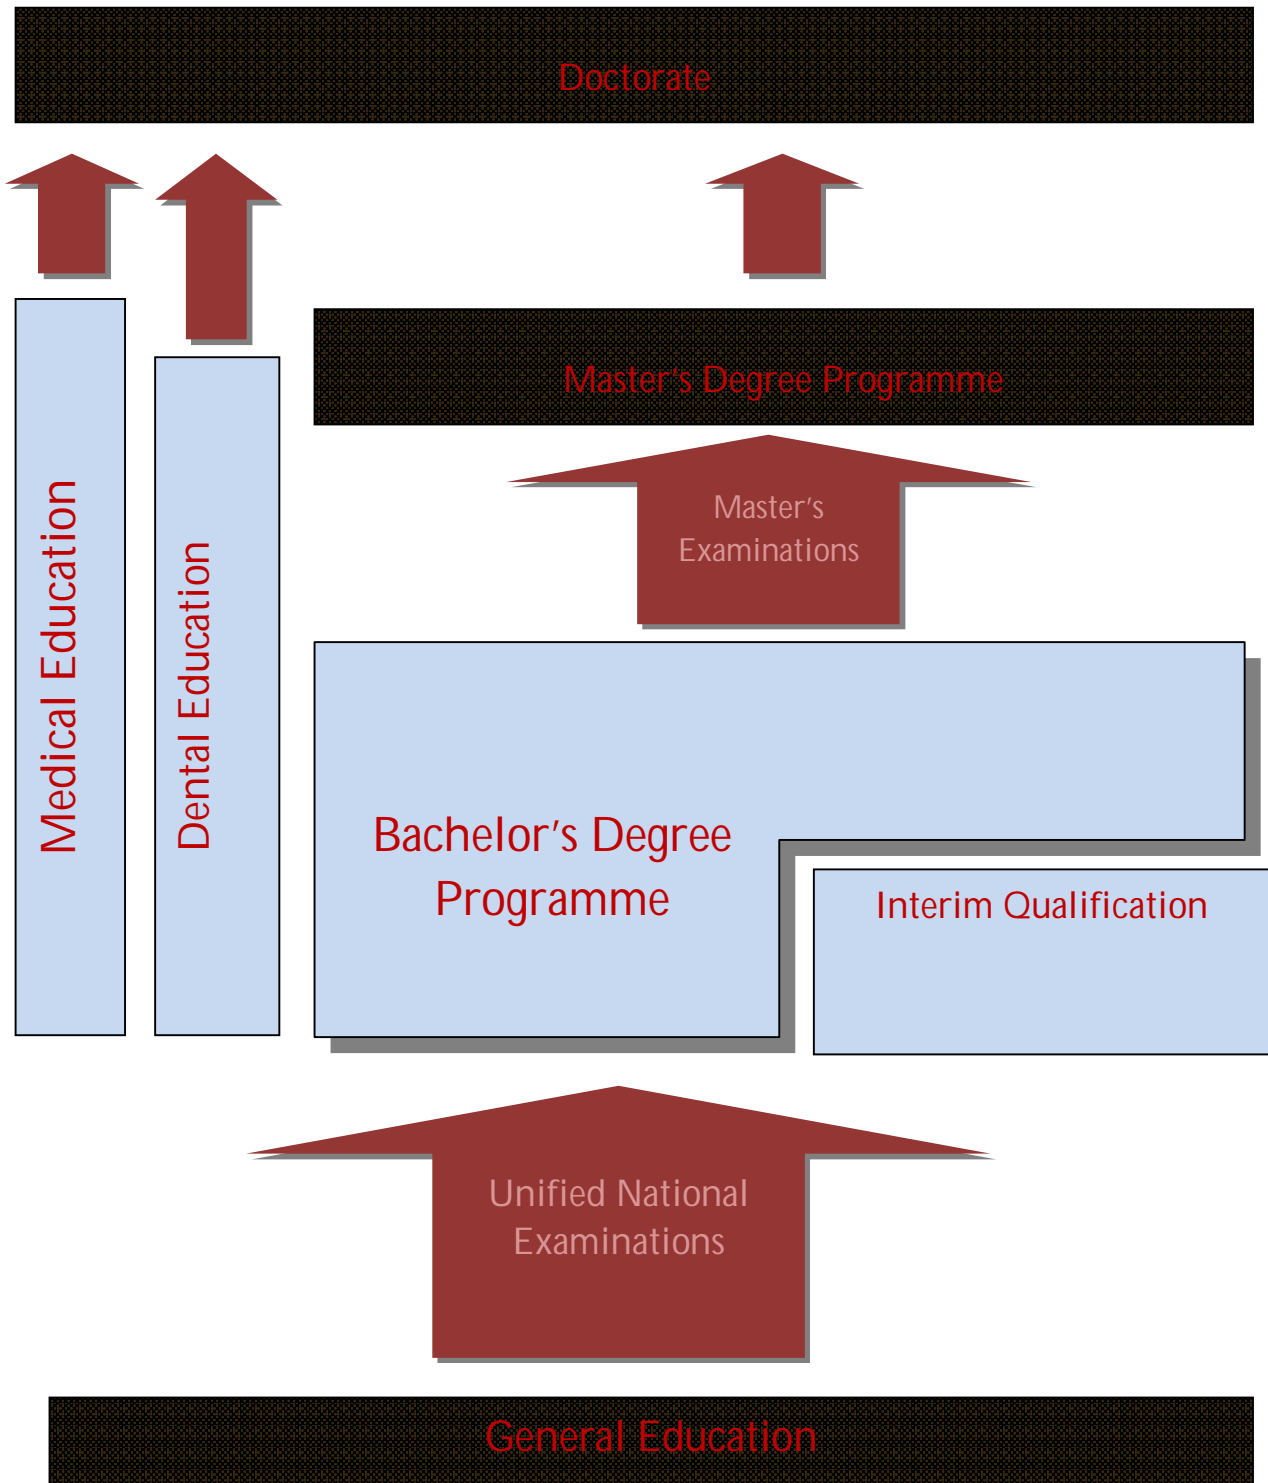 Doctorate
Master's Degree Programme
Master's
Examinations
Medical Education
Dental Education
Bachelor's Degree
Programme
Interim Qualification
Unified National
Examinations
General Education